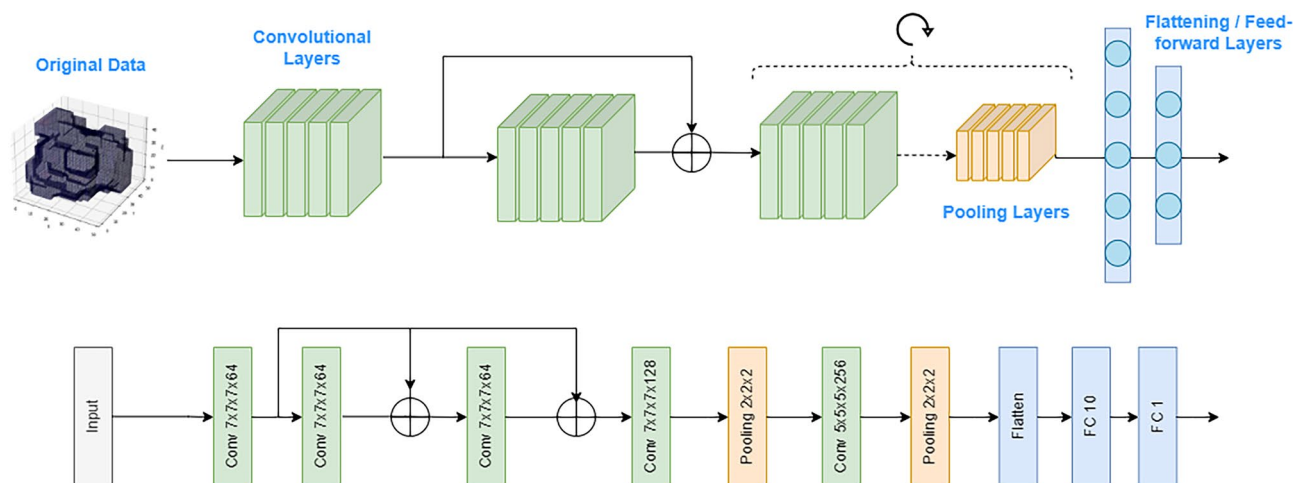 Original Data
Convolutional
Layers
Pooling Layers
Flattening / Feed-
forward Layers
Input
Conv 7x7x7x64
Conv 7x7x7x64
Conv 7x7x7x64
Conv 7x7x7x128
Pooling 2x2x2
Conv 5x5x5x256
Pooling 2x2x2
Flatten
FC 10
FC 1